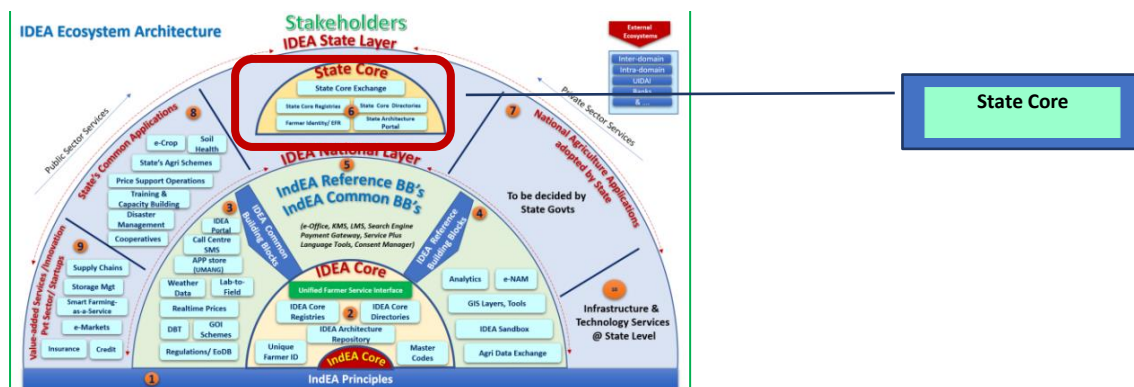 IDEA Ecosystem Architecture
Stakeholders
IDEA State Layer
External
Ecosystems
Inter-domain
Intra-domain
UIDAI
Banks
& ....
State Core
State Core Exchange
State Core Registries
State Core Directories
6
Farmer Identity/ EFR
State Architecture
Portal
State Core
Public Sector Services
Private Sector Services
8
State's Common Applications
e-Crop
Soil
Health
State's Agri Schemes
Price Support Operations
Training &
Capacity Building
Disaster
Management
Cooperatives
7
National Agriculture Applications
adopted by State
To be decided by
State Govts
IDEA National Layer
5
IndEA Reference BB's
IndEA Common BB's
(e-Office, KMS, LMS, Search Engine
Payment Gateway, Service Plus
Language Tools, Consent Manager)
3
IDEA Common
Building Blocks
IDEA
Portal
Call Centre
SMS
APP store
(UMANG)
Weather
Data
Lab-to-
Field
Realtime Prices
DBT
GOI
Schemes
Regulations/ EoDB
4
IDEA Reference
Building Blocks
Analytics
e-NAM
GIS Layers, Tools
IDEA Sandbox
Agri Data Exchange
IDEA Core
Unified Farmer Service Interface
IDEA Core
Registries
2
IDEA Core
Directories
IDEA Architecture
Repository
Unique
Farmer ID
Master
Codes
IndEA Core
9
Value-added Services /Innovation
Pvt Sector/ Startups
Supply Chains
Storage Mgt
Smart Farming-
as-a-Service
e-Markets
Insurance
Credit
10
Infrastructure &
Technology Services
@ State Level
1
IndEA Principles